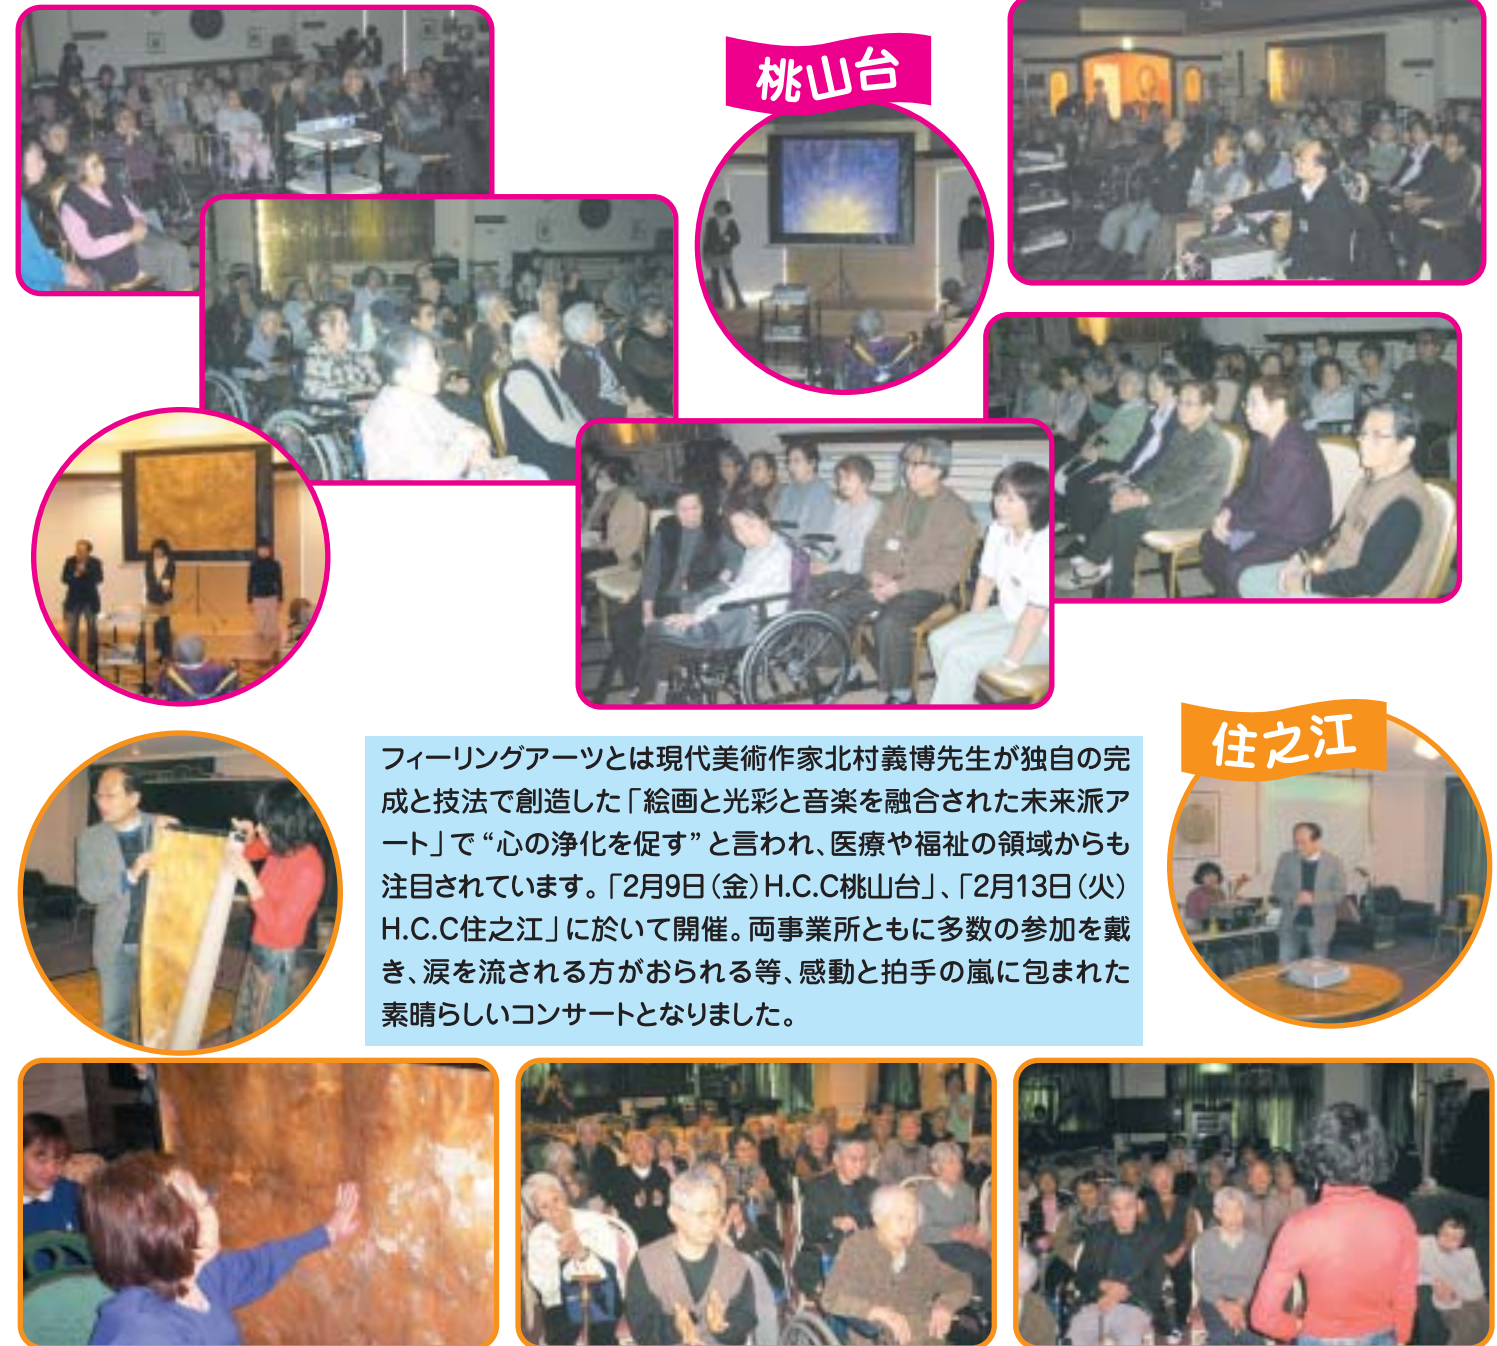 桃山台
住之江
フィーリングアーツとは現代美術作家北村義博先生が独自の完
成と技法で創造した「絵画と光彩と音楽を融合された未来派ア
ート」で“心の浄化を促す”と言われ、医療や福祉の領域からも
注目されています。「2月9日（金）H.C.C桃山台」、「2月13日（火）
H.C.C住之江」に於いて開催。両事業所ともに多数の参加を戴
き、涙を流される方がおられる等、感動と拍手の嵐に包まれた
素晴らしいコンサートとなりました。